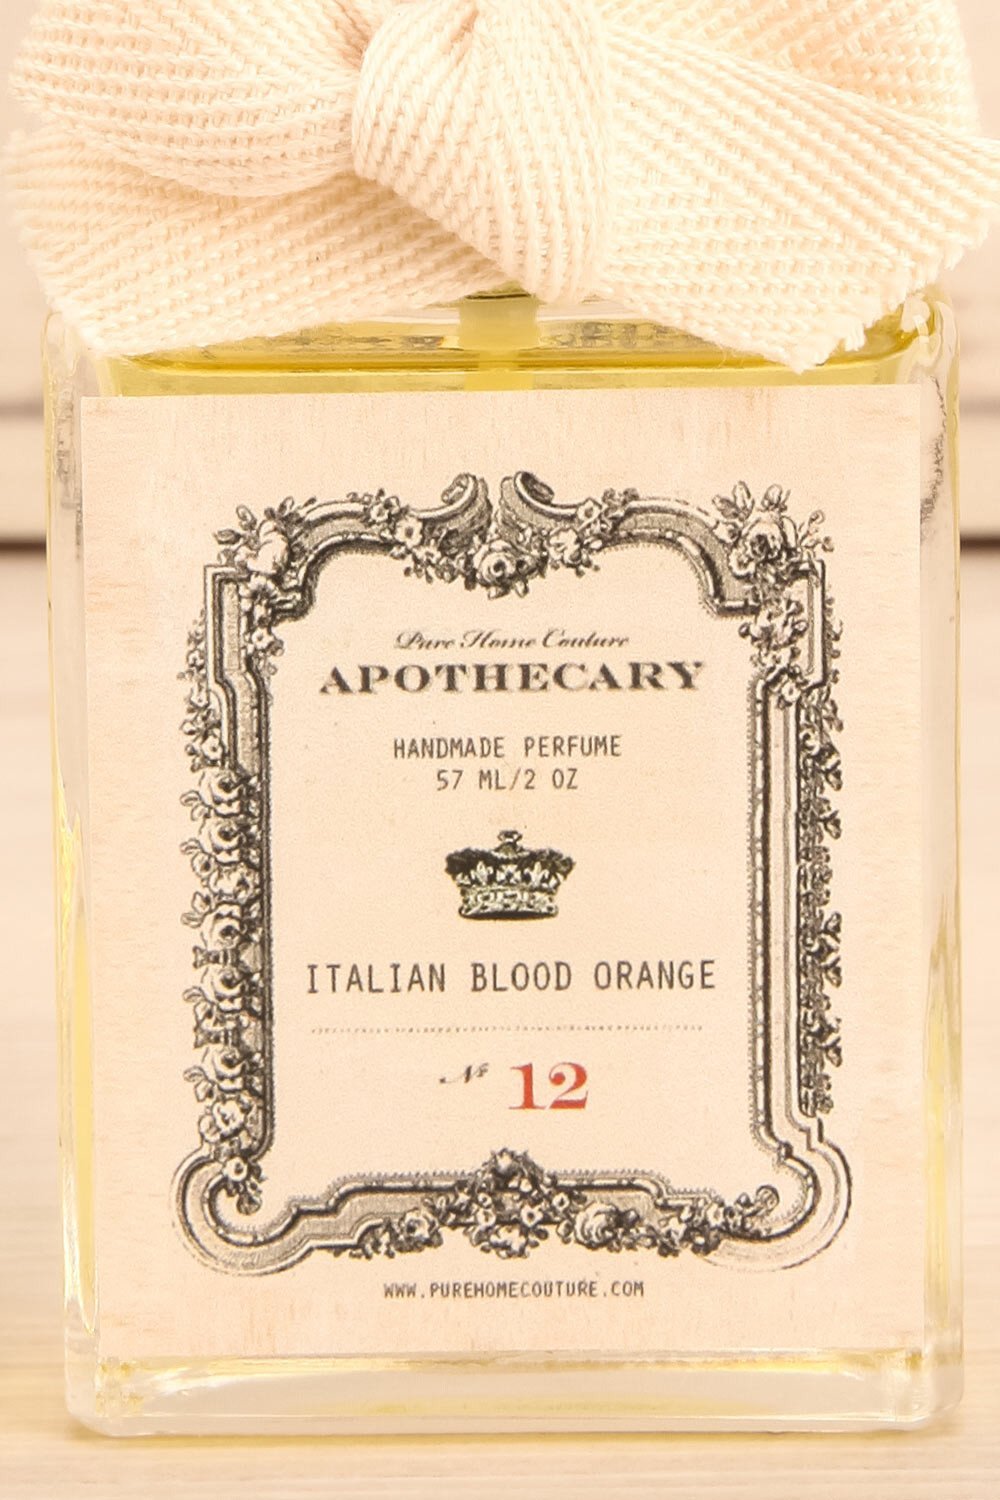 Pure Home Couture
APOTHECARY
HANDMADE PERFUME
57 ML/2 OZ
ITALIAN BLOOD ORANGE
Nº 12
WWW.PUREHOMECOUTURE.COM